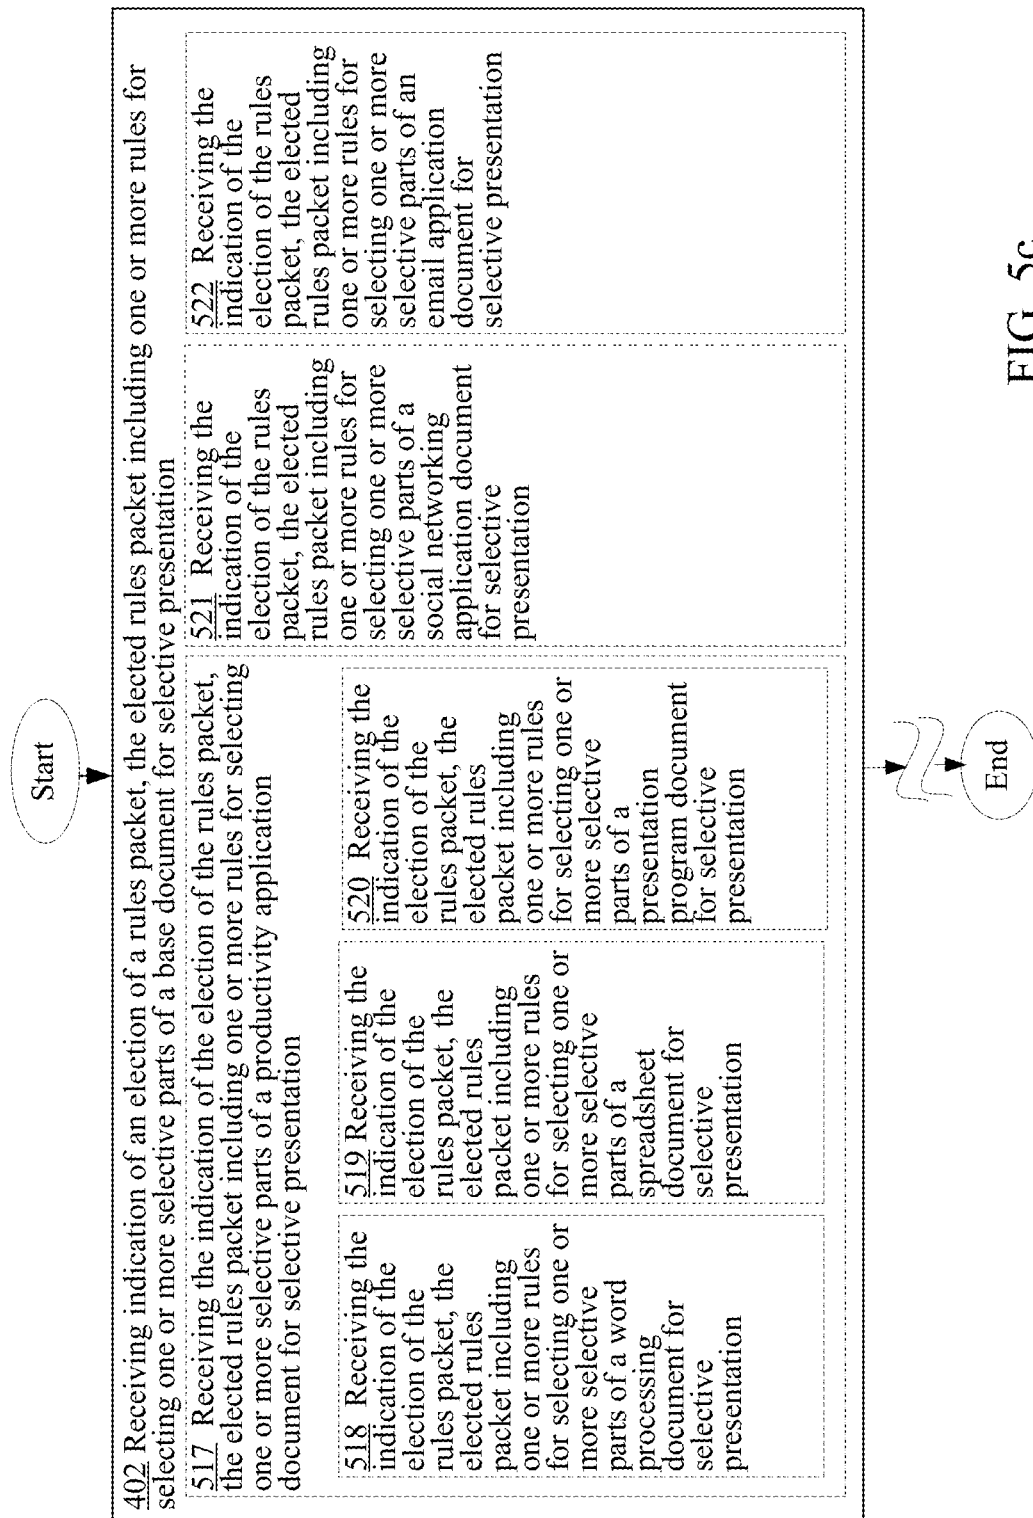 Start
402 Receiving indication of an election of a rules packet, the elected rules packet including one or more rules for
selecting one or more selective parts of a base document for selective presentation
517 Receiving the indication of the election of the rules packet,
the elected rules packet including one or more rules for selecting
one or more selective parts of a productivity application
document for selective presentation
518 Receiving the
indication of the
election of the
rules packet, the
elected rules
packet including
one or more rules
for selecting one or
more selective
parts of a word
processing
document for
selective
presentation
519 Receiving the
indication of the
election of the
rules packet, the
elected rules
packet including
one or more rules
for selecting one or
more selective
parts of a
spreadsheet
document for
selective
presentation
520 Receiving the
indication of the
election of the
rules packet, the
elected rules
packet including
one or more rules
for selecting one or
more selective
parts of a
presentation
program document
for selective
presentation
521 Receiving the
indication of the
election of the rules
packet, the elected
rules packet including
one or more rules for
selecting one or more
selective parts of a
social networking
application document
for selective
presentation
522 Receiving the
indication of the
election of the rules
packet, the elected
rules packet including
one or more rules for
selecting one or more
selective parts of an
email application
document for
selective presentation
End
FIG. 5c